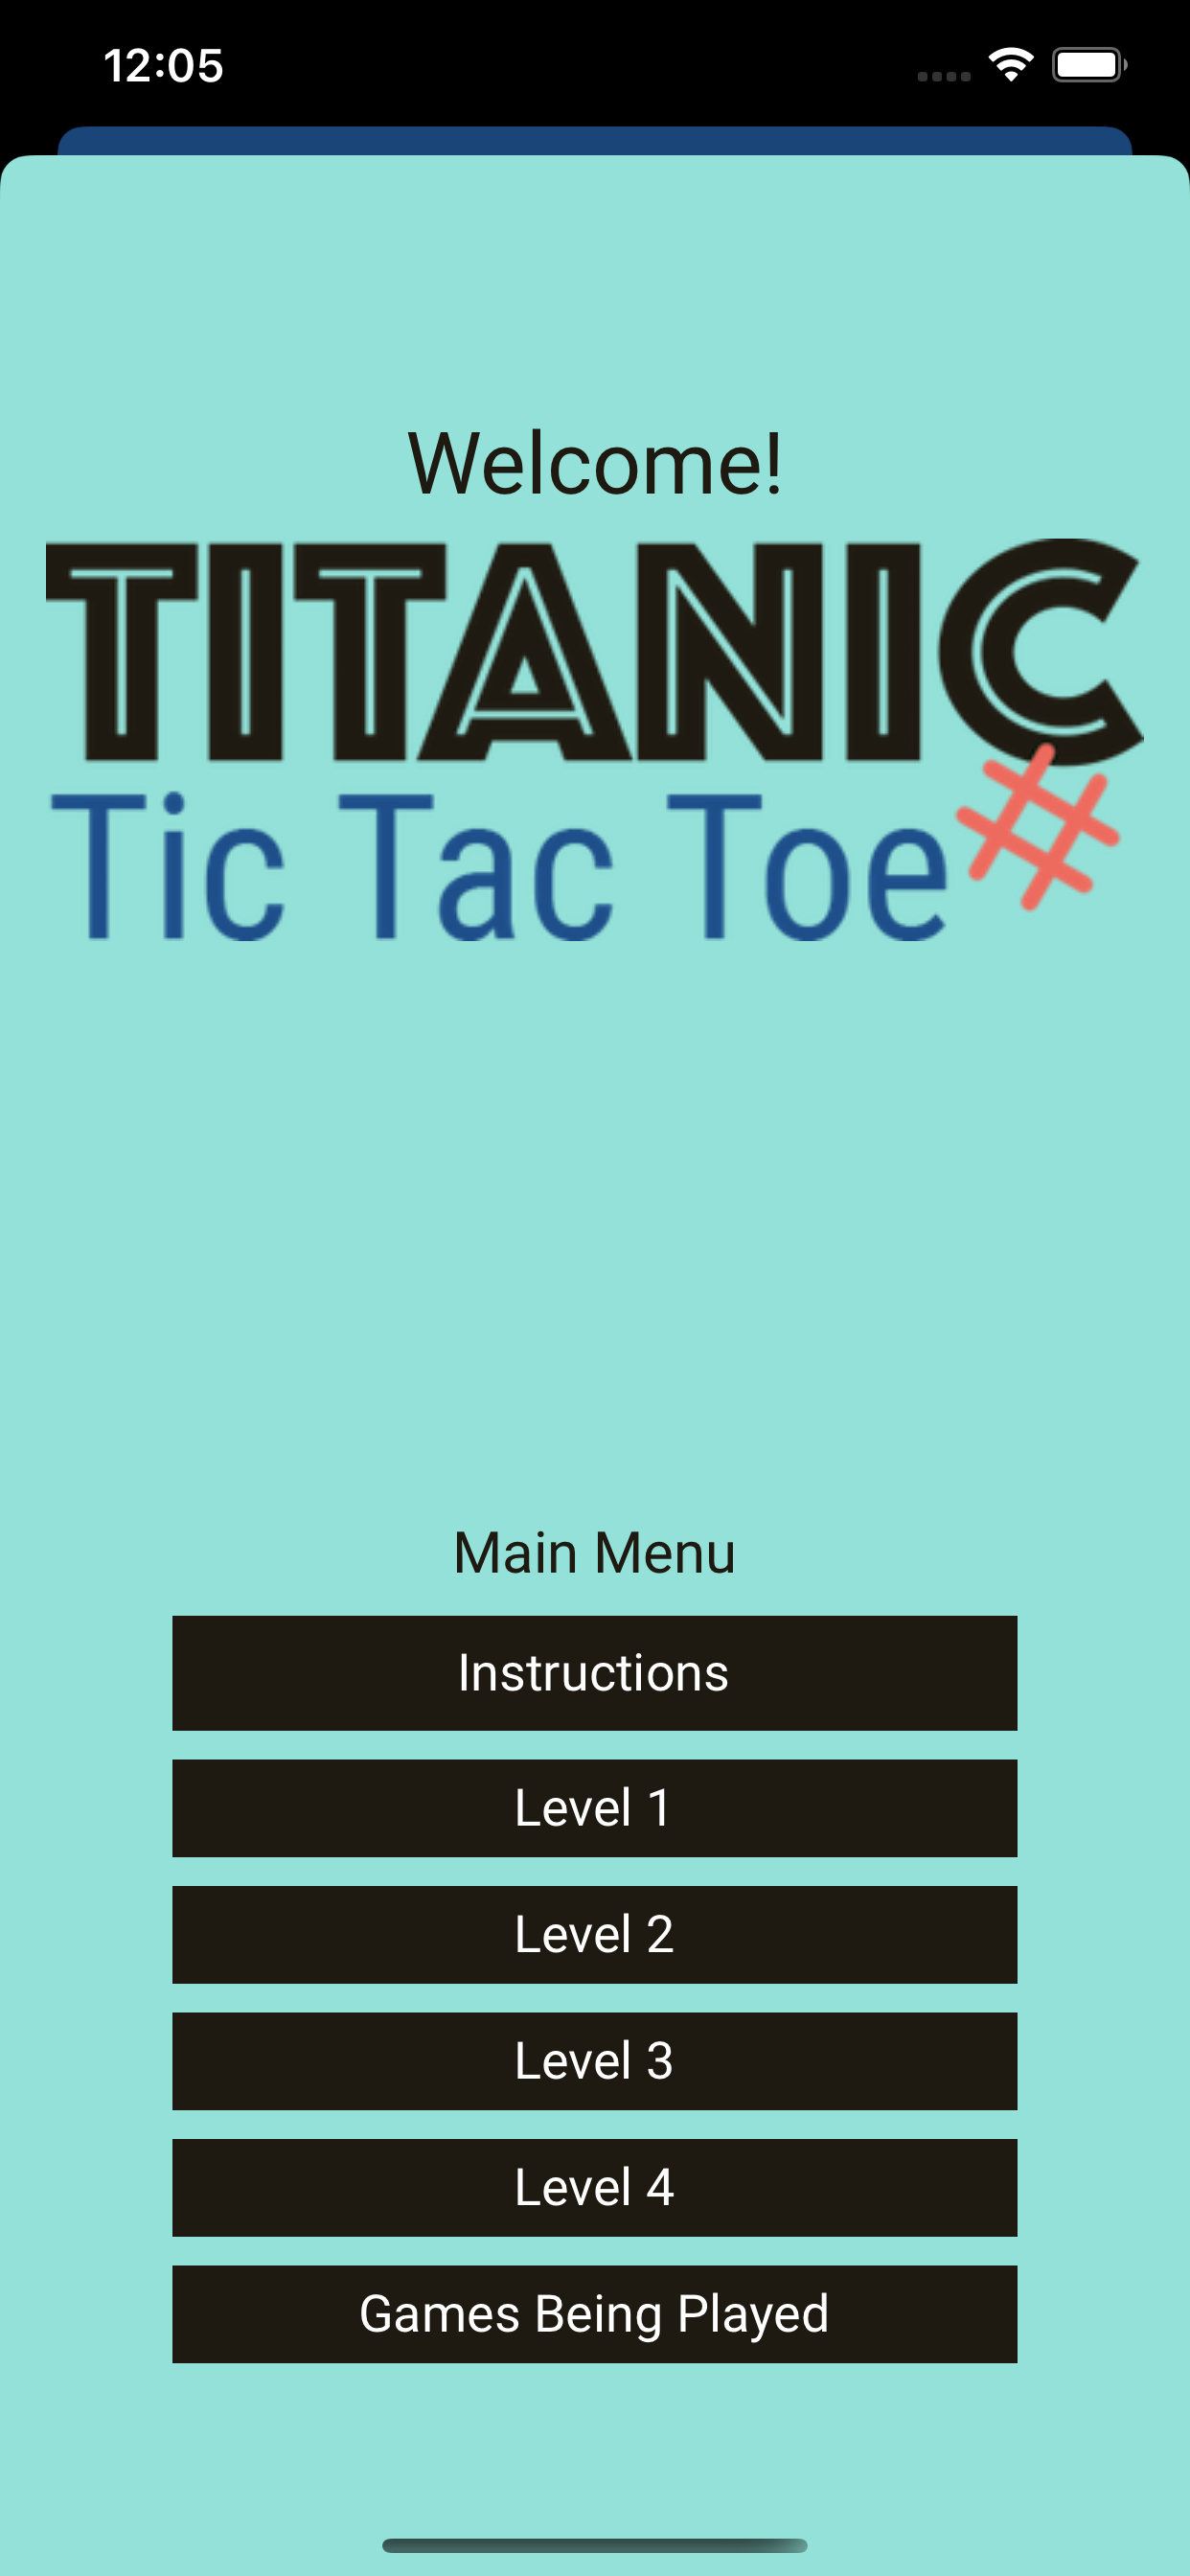 12:05
Welcome!
TITANIC
Tic Tac Toe
Main Menu
Instructions
Level 1
Level 2
Level 3
Level 4
Games Being Played